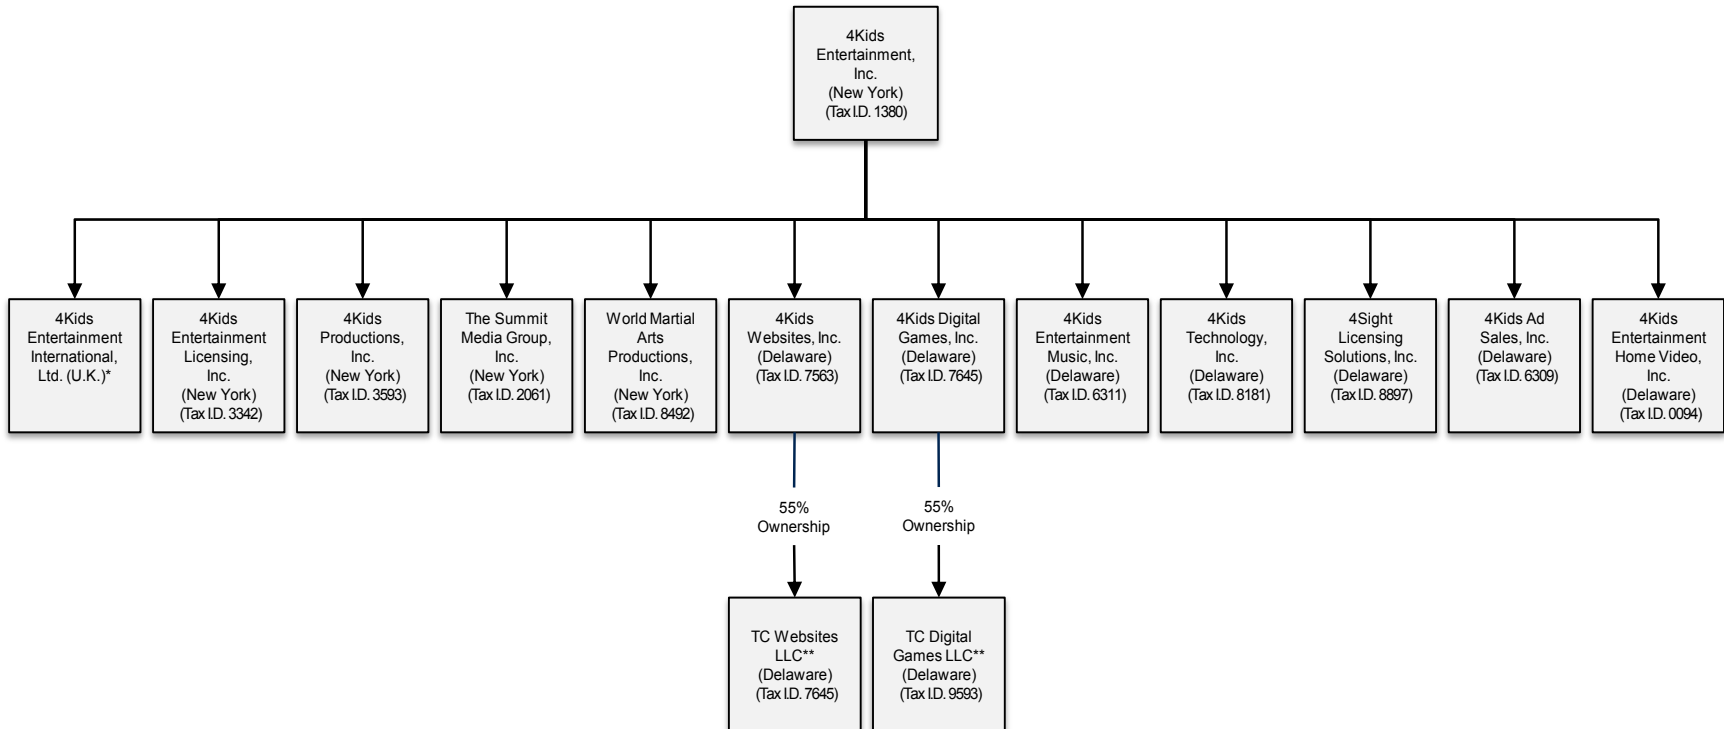 4Kids
Entertainment,
Inc.
(New York)
(Tax I.D. 1380)
4Kids
Entertainment
International,
Ltd. (U.K.)*
4Kids
Entertainment
Licensing,
Inc.
(New York)
(Tax I.D. 3342)
4Kids
Productions,
Inc.
(New York)
(Tax I.D. 3593)
The Summit
Media Group,
Inc.
(New York)
(Tax I.D. 2061)
World Martial
Arts
Productions,
Inc.
(New York)
(Tax I.D. 8492)
4Kids
Websites, Inc.
(Delaware)
(Tax I.D. 7563)
4Kids Digital
Games, Inc.
(Delaware)
(Tax I.D. 7645)
4Kids
Entertainment
Music, Inc.
(Delaware)
(Tax I.D. 6311)
4Kids
Technology,
Inc.
(Delaware)
(Tax I.D. 8181)
4Sight
Licensing
Solutions, Inc.
(Delaware)
(Tax I.D. 8897)
4Kids Ad
Sales, Inc.
(Delaware)
(Tax I.D. 6309)
4Kids
Entertainment
Home Video,
Inc.
(Delaware)
(Tax I.D. 0094)
55%
Ownership
55%
Ownership
TC Websites
LLC**
(Delaware)
(Tax I.D. 7645)
TC Digital
Games LLC**
(Delaware)
(Tax I.D. 9593)